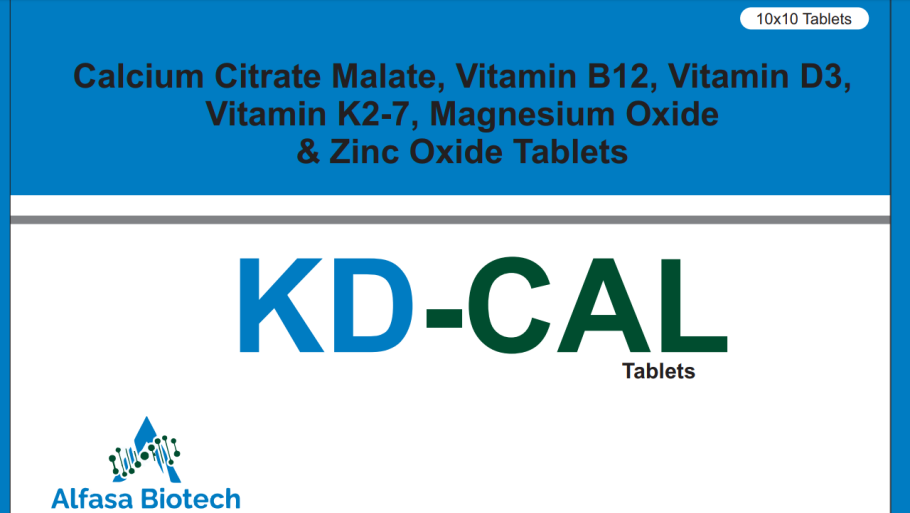 10x10 Tablets
Calcium Citrate Malate, Vitamin B12, Vitamin D3,
Vitamin K2-7, Magnesium Oxide
& Zinc Oxide Tablets
KD-CAL
Tablets
Alfasa Biotech